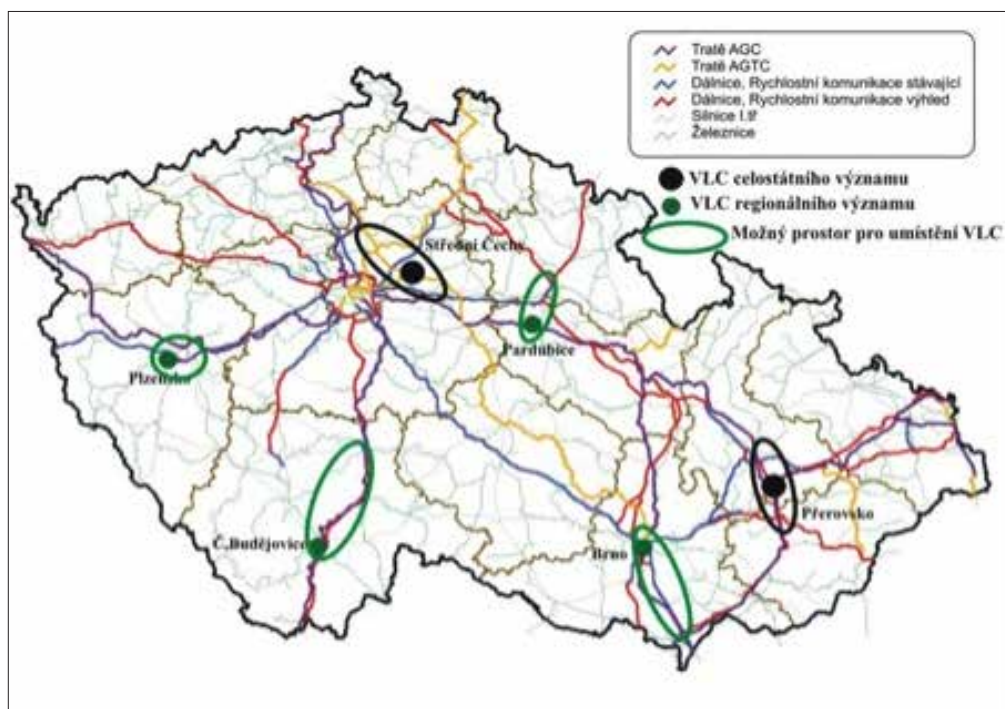 Tratě AGC
Tratě AGTC
Dálnice, Rychlostní komunikace stávající
Dálnice, Rychlostní komunikace výhled
Silnice I.tř
Železnice
VLC celostátního významu
VLC regionálního významu
Možný prostor pro umístění VLC
Střední Čechy
Pardubice
Plzeňsko
Přerovsko
Č.Budějovice
Brno